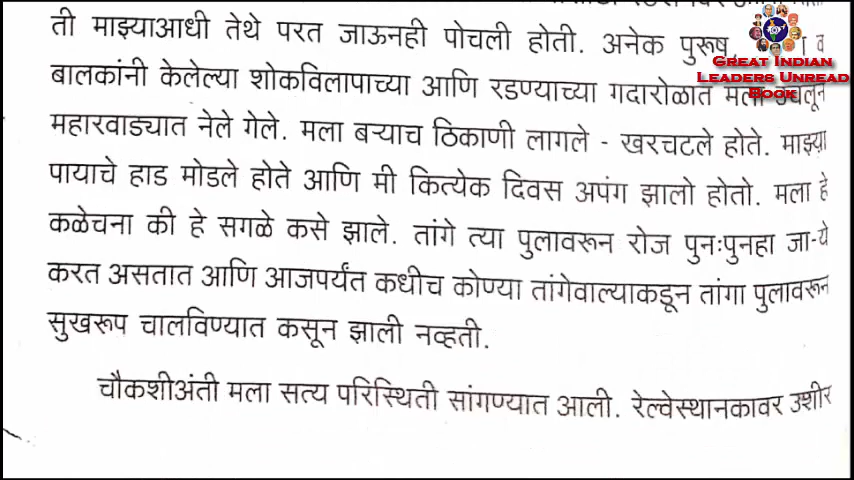 ती माझ्याआधी तेथे परत जाऊनही पोचली होती. अनेक पुरूष, व
बालकांनी केलेल्या शोकविलापाच्या आणि रडण्याच्या गदारोळात मला उचलून
महारवाड्यात नेले गेले. मला बऱ्याच ठिकाणी लागले - खरचटले होते. माझ्या
पायाचे हाड मोडले होते आणि मी कित्येक दिवस अपंग झालो होतो. मला हे
कळेचना की हे सगळे कसे झाले. तांगे त्या पुलावरून रोज पुनःपुनहा जा-ये
करत असतात आणि आजपर्यंत कधीच कोण्या तांगेवाल्याकडून तांगा पुलावरून
सुखरूप चालविण्यात कसून झाली नव्हती.
चौकशीअंती मला सत्य परिस्थिती सांगण्यात आली. रेल्वेस्थानकावर उशीर
Great Indian
Leaders Unread
Book